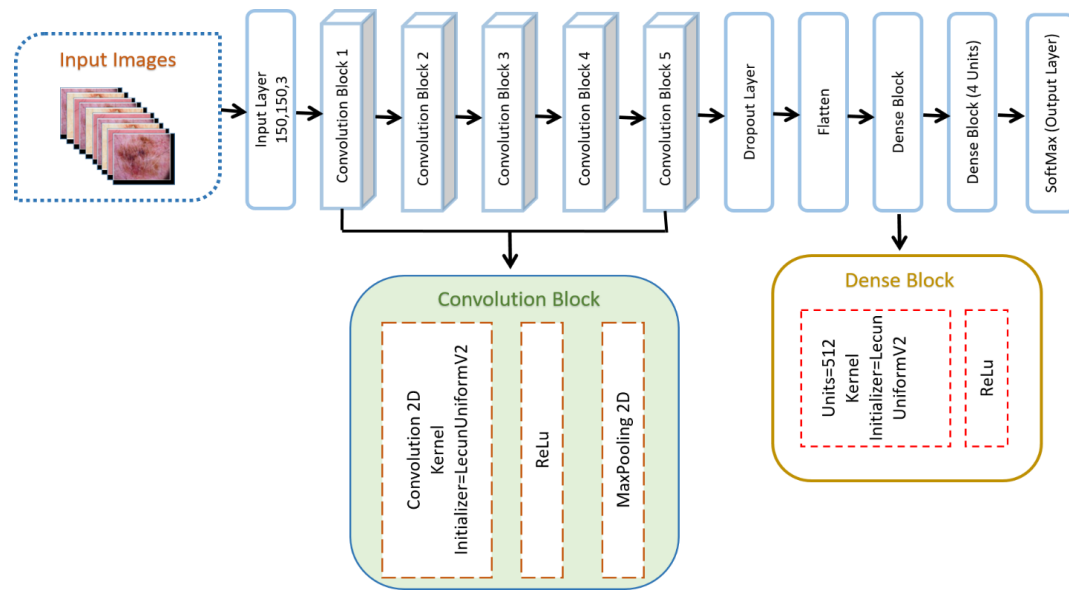 Input Images
Input Layer
150,150,3
Convolution Block 1
Convolution Block 2
Convolution Block 3
Convolution Block 4
Convolution Block 5
Dropout Layer
Flatten
Dense Block
Dense Block (4 Units)
SoftMax (Output Layer)
Convolution Block
Convolution 2D
Kernel
Initializer=LecunUniformV2
ReLu
MaxPooling 2D
Dense Block
Units=512
Kernel
Initializer=Lecun
UniformV2
ReLu